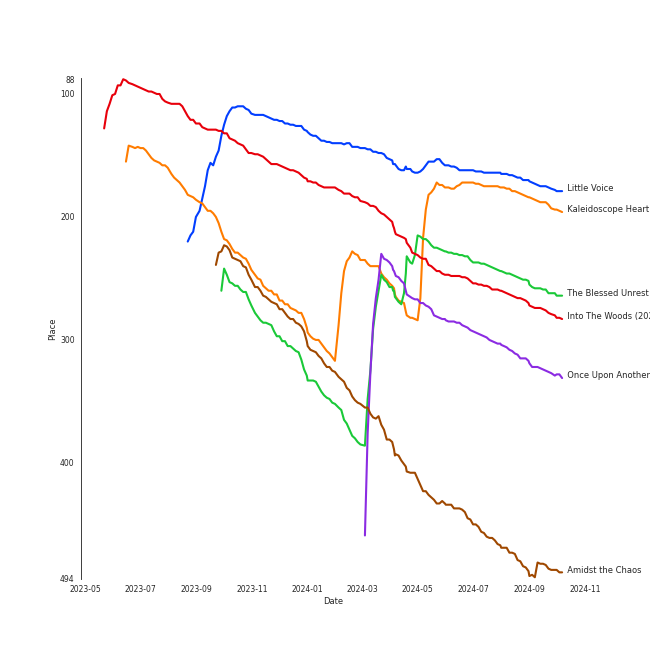 88
100
200
300
400
494
Place
2023-05 2023-07 2023-09 2023-11 2024-01 2024-03 2024-05 2024-07 2024-09 2024-11
Date
Little Voice
Kaleidoscope Heart
The Blessed Unrest
Into The Woods (202
Once Upon Another
Amidst the Chaos